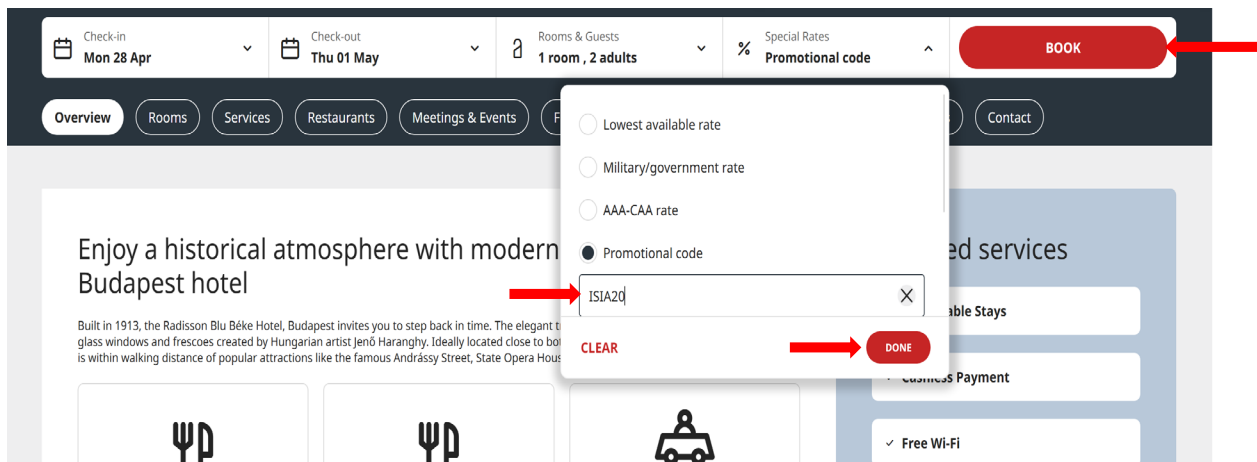 Check-in
Mon 28 Apr
Check-out
Thu 01 May
Rooms & Guests
1 room , 2 adults
Special Rates
Promotional code
BOOK
Overview
Rooms
Services
Restaurants
Meetings & Events
F
Contact
Lowest available rate
Military/government rate
AAA-CAA rate
Promotional code
ISIA20
CLEAR
DONE
Enjoy a historical atmosphere with modern
Budapest hotel
Built in 1913, the Radisson Blu Béke Hotel, Budapest invites you to step back in time. The elegant
glass windows and frescoes created by Hungarian artist Jenő Haranghy. Ideally located close to
is within walking distance of popular attractions like the famous Andrássy Street, State Opera
ed services
able Stays
Cashless Payment
Free Wi-Fi